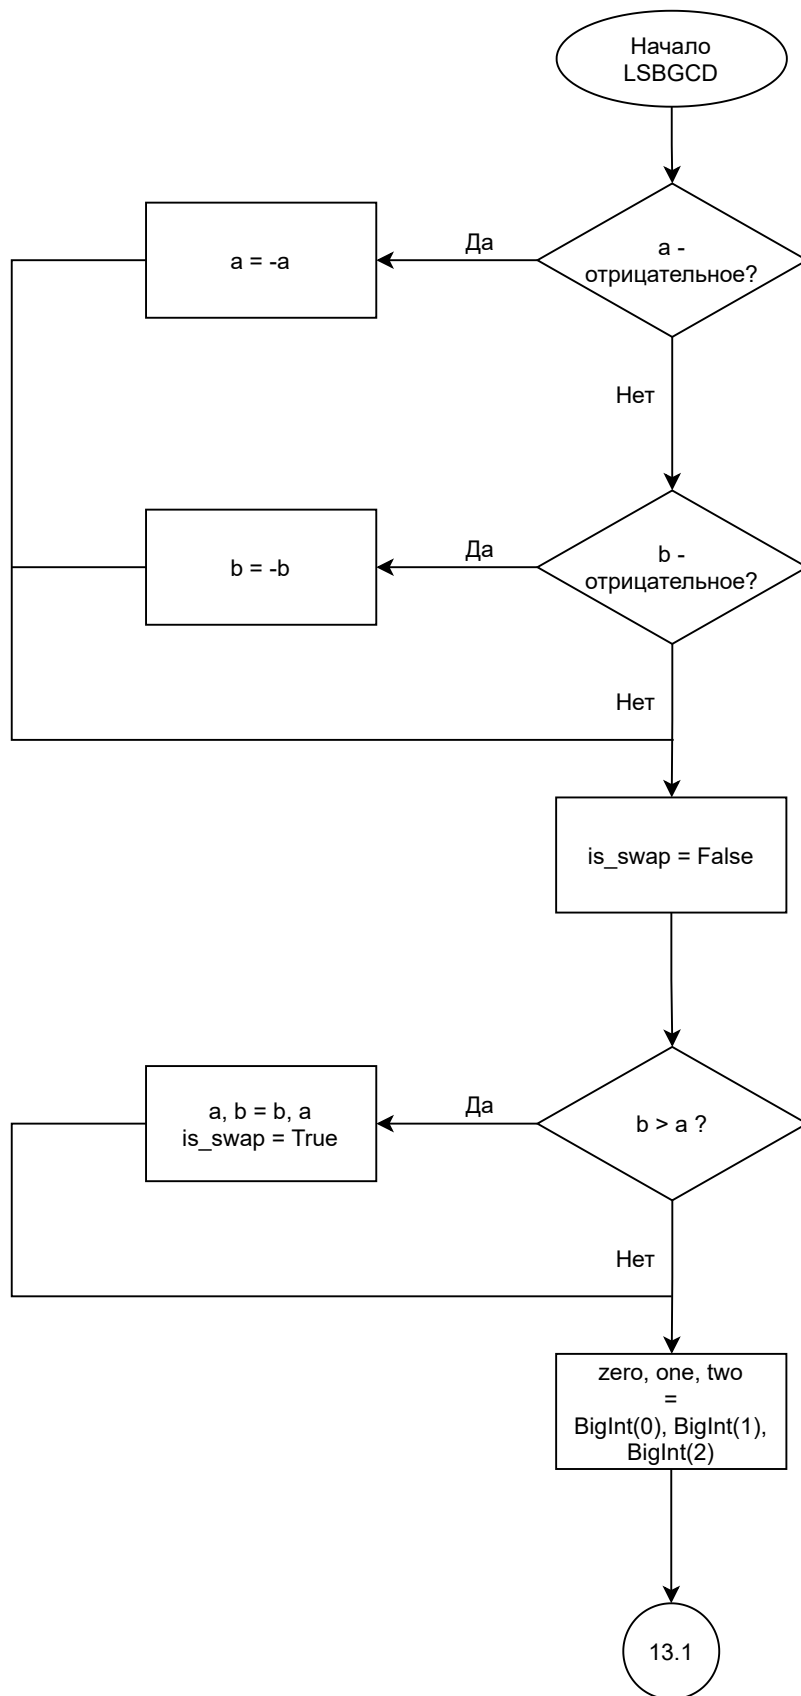 Начало
LSBGCD
a -
отрицательное?
Да
a = -a
Нет
b -
отрицательное?
Да
b = -b
Нет
is_swap = False
b > a ?
Да
a, b = b, a
is_swap = True
Нет
zero, one, two
=
BigInt(0), BigInt(1),
BigInt(2)
13.1